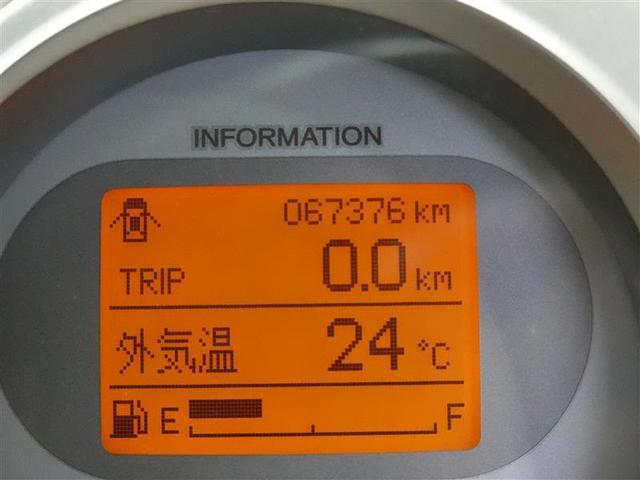 INFORMATION
067376 km
TRIP 0.0 km
外気温 24 °C
E F